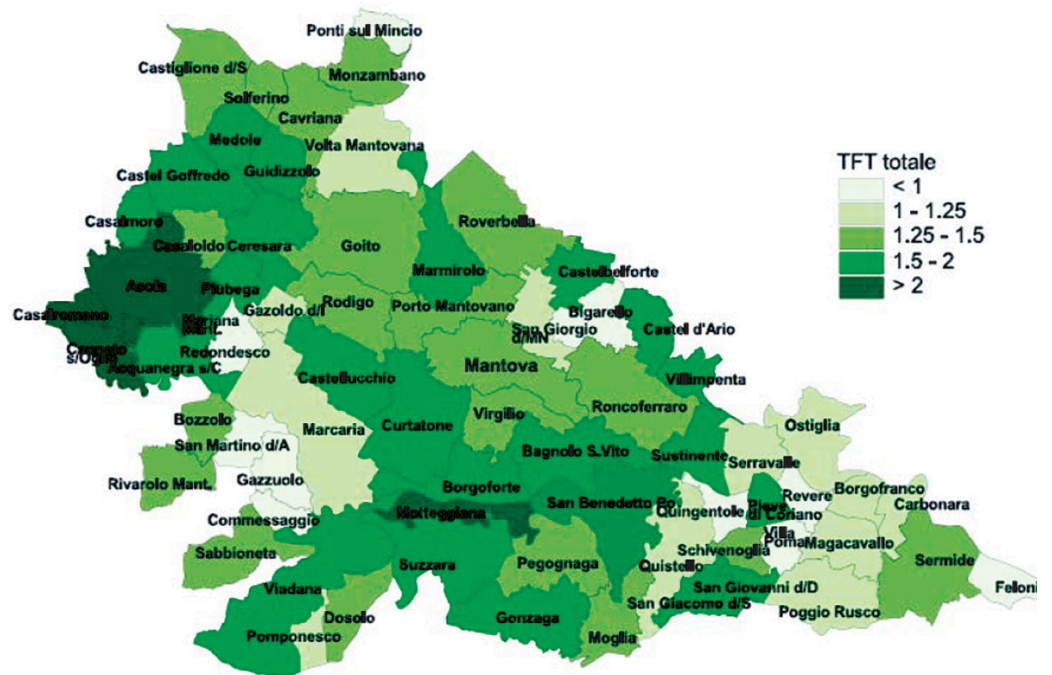 Ponti sul Mincio
Castiglione d/S
Monzambano
Solferino
Cavriana
Medole
Volta Mantovana
Castel Goffredo
Guidizzolo
TFT totale
< 1
1 - 1.25
1.25 - 1.5
1.5 - 2
> 2
Casalmoro
Roverbella
Casaloldo
Ceresara
Goito
Marmirolo
Castelbelforte
Asola
Piubega
Casalromano
Mariana
Mant.
Gazoldo d/I
Rodigo
Porto Mantovano
San Giorgio
d/MN
Bigarello
Castel d'Ario
Canneto
s/Oglio
Redondesco
Acquanegra s/C
Castellucchio
Mantova
Villimpenta
Bozzolo
Marcaria
Curtatone
Virgilio
Roncoferraro
Ostiglia
San Martino d/A
Bagnolo S.Vito
Sustinente
Serravalle
Rivarolo Mant.
Gazzuolo
Borgoforte
San Benedetto Po
Quingentole
Pieve
di Coriano
Revere
Borgofranco
Carbonara
Commessaggio
Motteggiana
Villa
Poma
Magacavallo
Sabbioneta
Suzzara
Pegognaga
Schivenoglia
Quistello
Sermide
Viadana
San Giovanni d/D
Feloni
Pomponesco
Dosolo
Gonzaga
Moglia
San Giacomo d/S
Poggio Rusco